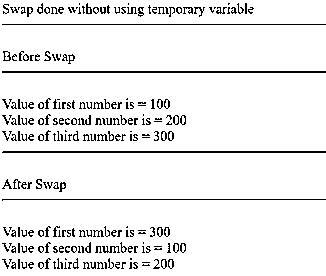 Swap done without using temporary variable
Before Swap
Value of first number is = 100
Value of second number is = 200
Value of third number is = 300
After Swap
Value of first number is = 300
Value of second number is = 100
Value of third number is = 200